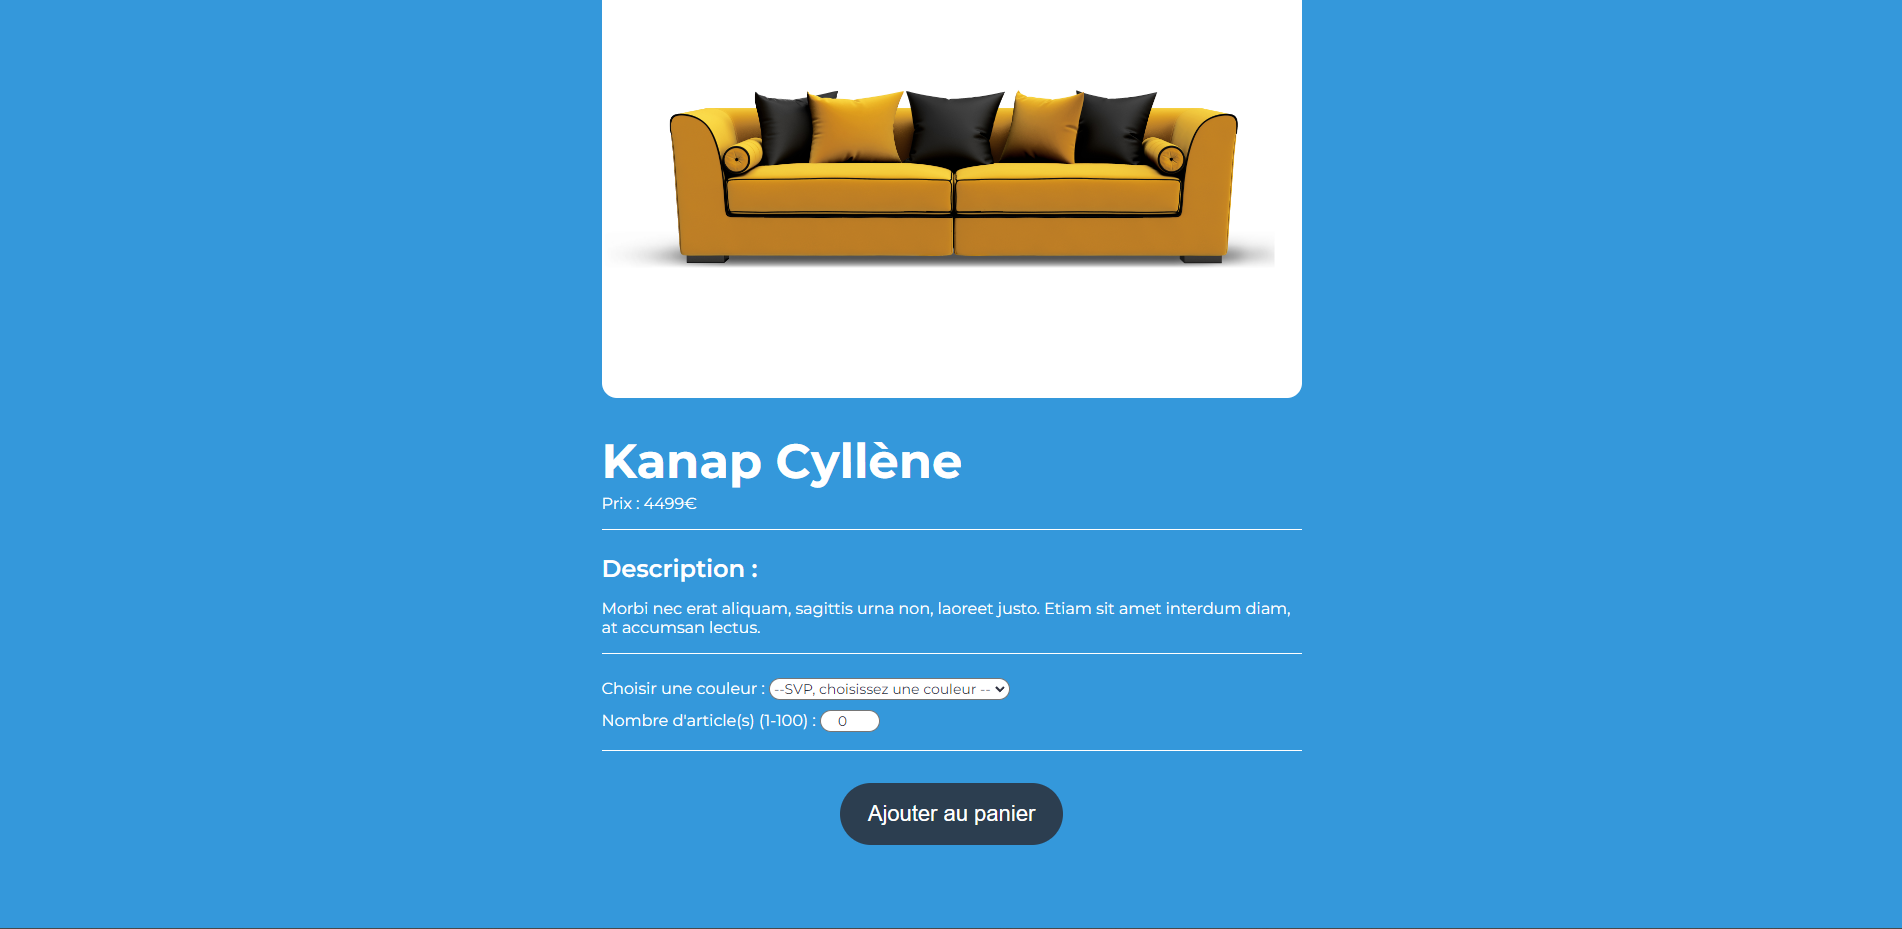 Kanap Cyllène
Prix : 4499€
Description :
Morbi nec erat aliquam, sagittis urna non, laoreet justo. Etiam sit amet interdum diam,
at accumsan lectus.
Choisir une couleur : --SVP, choisissez une couleur --
Nombre d'article(s) (1-100) : 0
Ajouter au panier